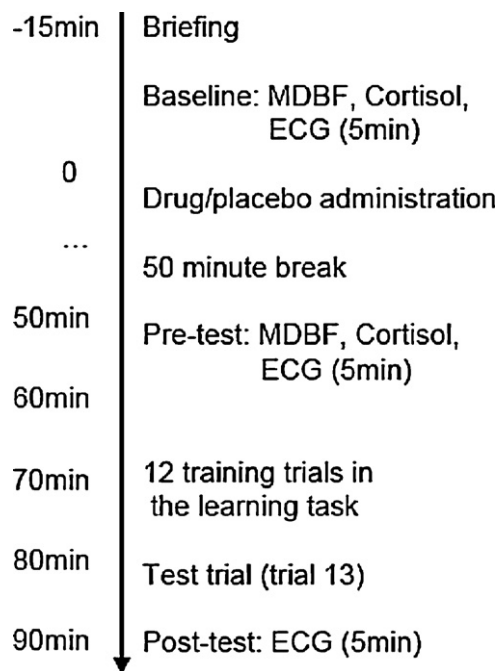 -15min Briefing
Baseline: MDBF, Cortisol,
ECG (5min)
0
Drug/placebo administration
...
50 minute break
50min
Pre-test: MDBF, Cortisol,
ECG (5min)
60min
70min 12 training trials in
the learning task
80min
Test trial (trial 13)
90min Post-test: ECG (5min)